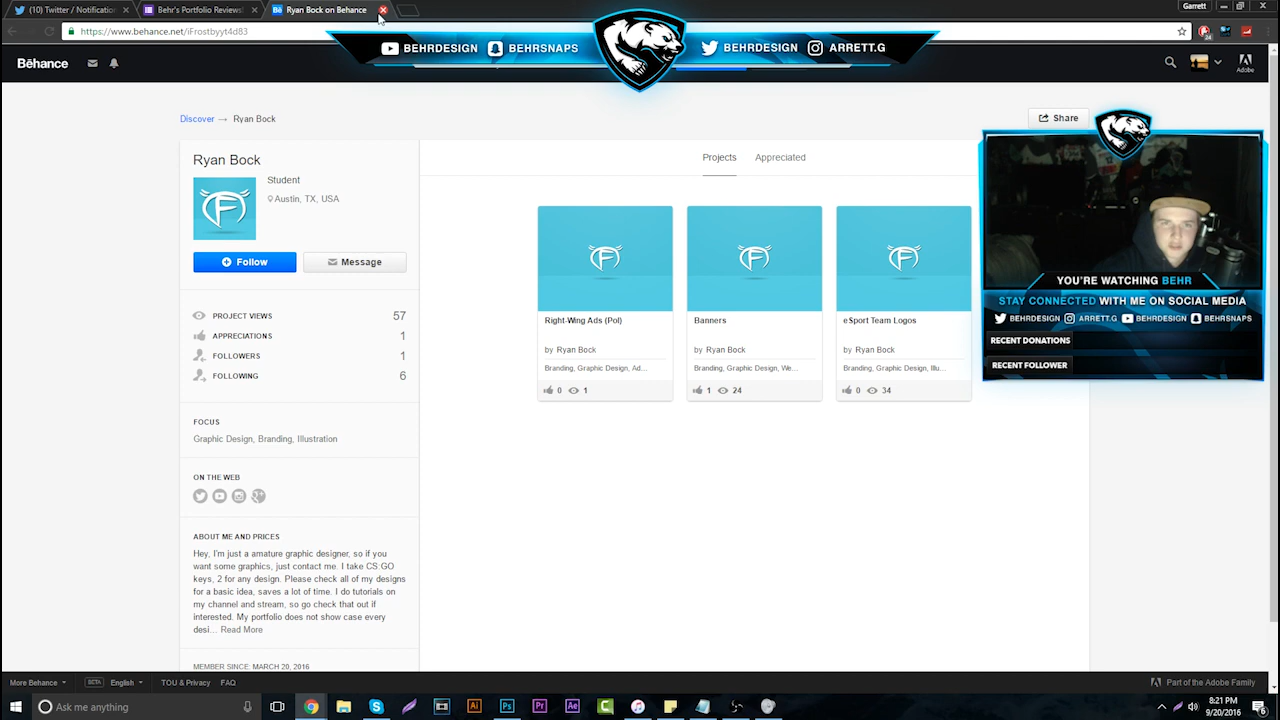 Twitter / Notification
Behr's Portfolio Reviews!
Ryan Bock on Behance
Garrett
https://www.behance.net/iFrostbyyt4d83
BEHRDESIGN
BEHRSNAPS
BEHRDESIGN
ARRETT.G
Bēhance
Adobe
Discover → Ryan Bock
Share
Ryan Bock
Student
Austin, TX, USA
Follow
Message
PROJECT VIEWS 57
APPRECIATIONS 1
FOLLOWERS 1
FOLLOWING 6
FOCUS
Graphic Design, Branding, Illustration
ON THE WEB
ABOUT ME AND PRICES
Hey, I'm just a amature graphic designer, so if you
want some graphics, just contact me. I take CS:GO
keys, 2 for any design. Please check all of my designs
for a basic idea, saves a lot of time. I do tutorials on
my channel and stream, so go check that out if
interested. My portfolio does not show case every
desi... Read More
MEMBER SINCE: MARCH 20, 2016
Projects
Appreciated
Right-Wing Ads (Pol)
by Ryan Bock
Branding, Graphic Design, Ad...
0 1
Banners
by Ryan Bock
Branding, Graphic Design, We...
1 24
eSport Team Logos
by Ryan Bock
Branding, Graphic Design, Illu...
0 34
YOU'RE WATCHING BEHR
STAY CONNECTED WITH ME ON SOCIAL MEDIA
BEHRDESIGN ARRETT.G BEHRDESIGN BEHRSNAPS
RECENT DONATIONS
RECENT FOLLOWER
More Behance
BETA
English
TOU & Privacy
FAQ
Part of the Adobe Family
Ask me anything
Ai
Ps
Pr
Ae
8:21 PM
9/20/2016